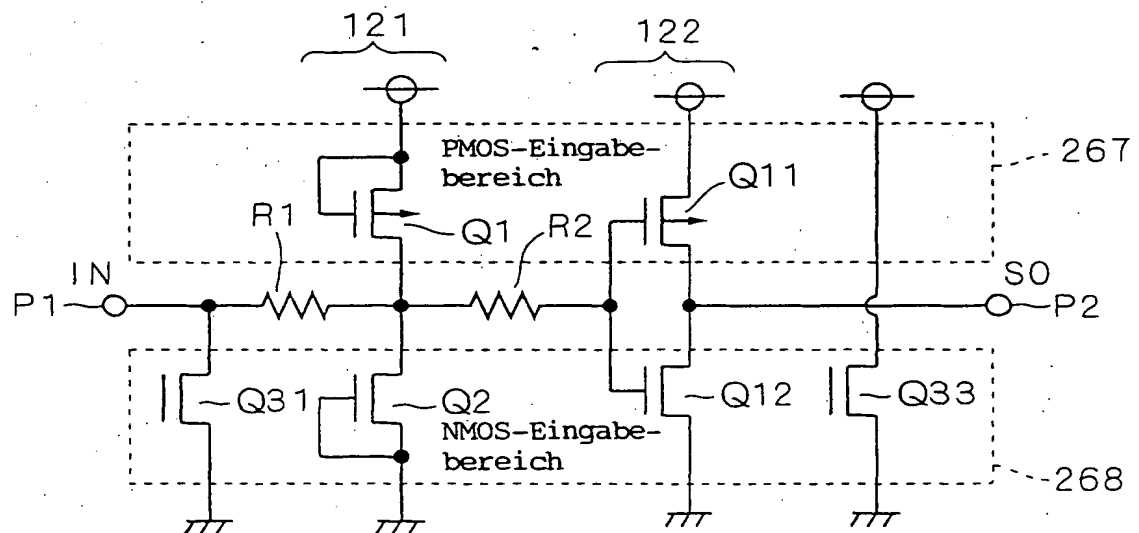 121
122
PMOS-Eingabe-
bereich
267
Q11
R1
Q1
R2
IN
SO
P1
P2
Q31
Q2
Q12
Q33
NMOS-Eingabe-
bereich
268